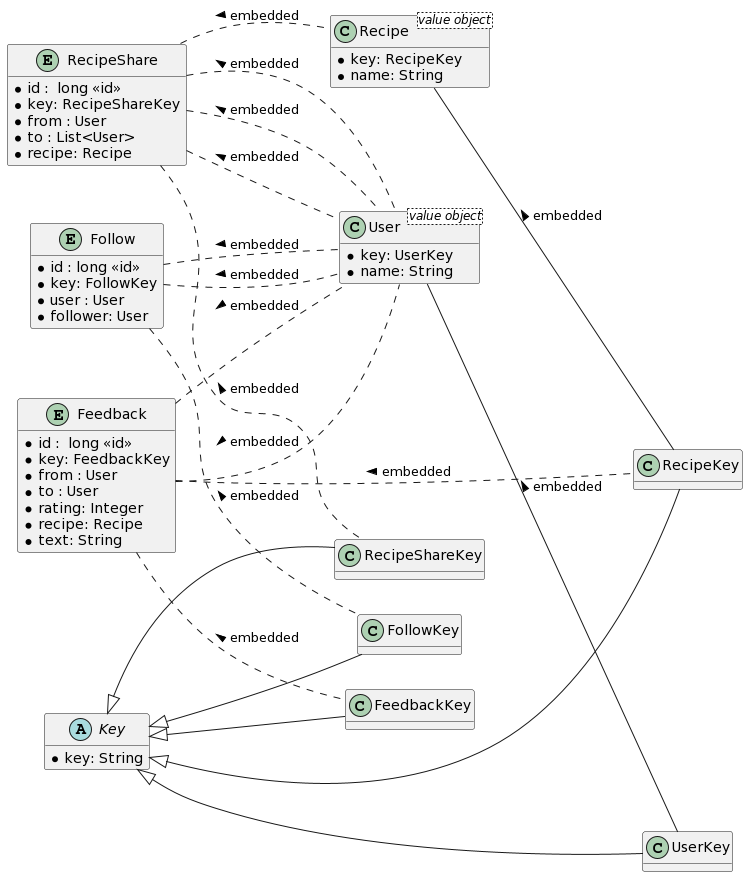 embedded
Recipe
value object
key: RecipeKey
name: String
E RecipeShare
id :  long «id»
key: RecipeShareKey
from : User
to : List<User>
recipe: Recipe
embedded
embedded
embedded
C User
value object
key: UserKey
name: String
embedded
E Follow
id : long «id»
key: FollowKey
user : User
follower: User
embedded
embedded
embedded
embedded
E Feedback
id :  long «id»
key: FeedbackKey
from : User
to : User
rating: Integer
recipe: Recipe
text: String
embedded
embedded
embedded
C RecipeKey
embedded
embedded
C RecipeShareKey
C FollowKey
embedded
C FeedbackKey
A Key
key: String
C UserKey